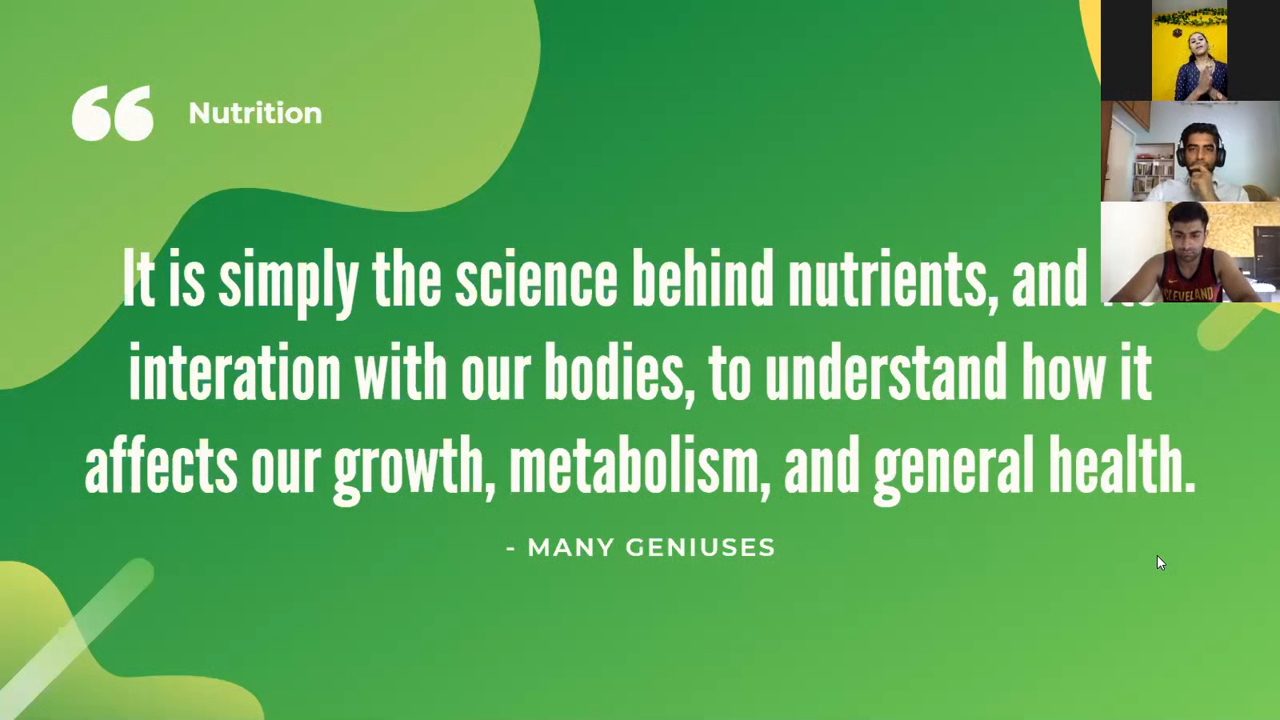 Nutrition
It is simply the science behind nutrients, and
interation with our bodies, to understand how it
affects our growth, metabolism, and general health.
- MANY GENIUSES
CLEVELAND